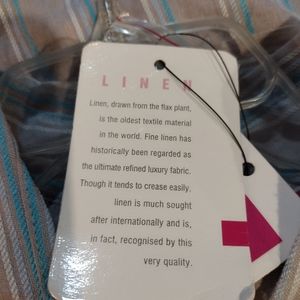 LINEN
Linen, drawn from the flax plant,
is the oldest textile material
in the world. Fine linen has
historically been regarded as
the ultimate refined luxury fabric.
Though it tends to crease easily,
linen is much sought
after internationally and is,
in fact, recognised by this
very quality.